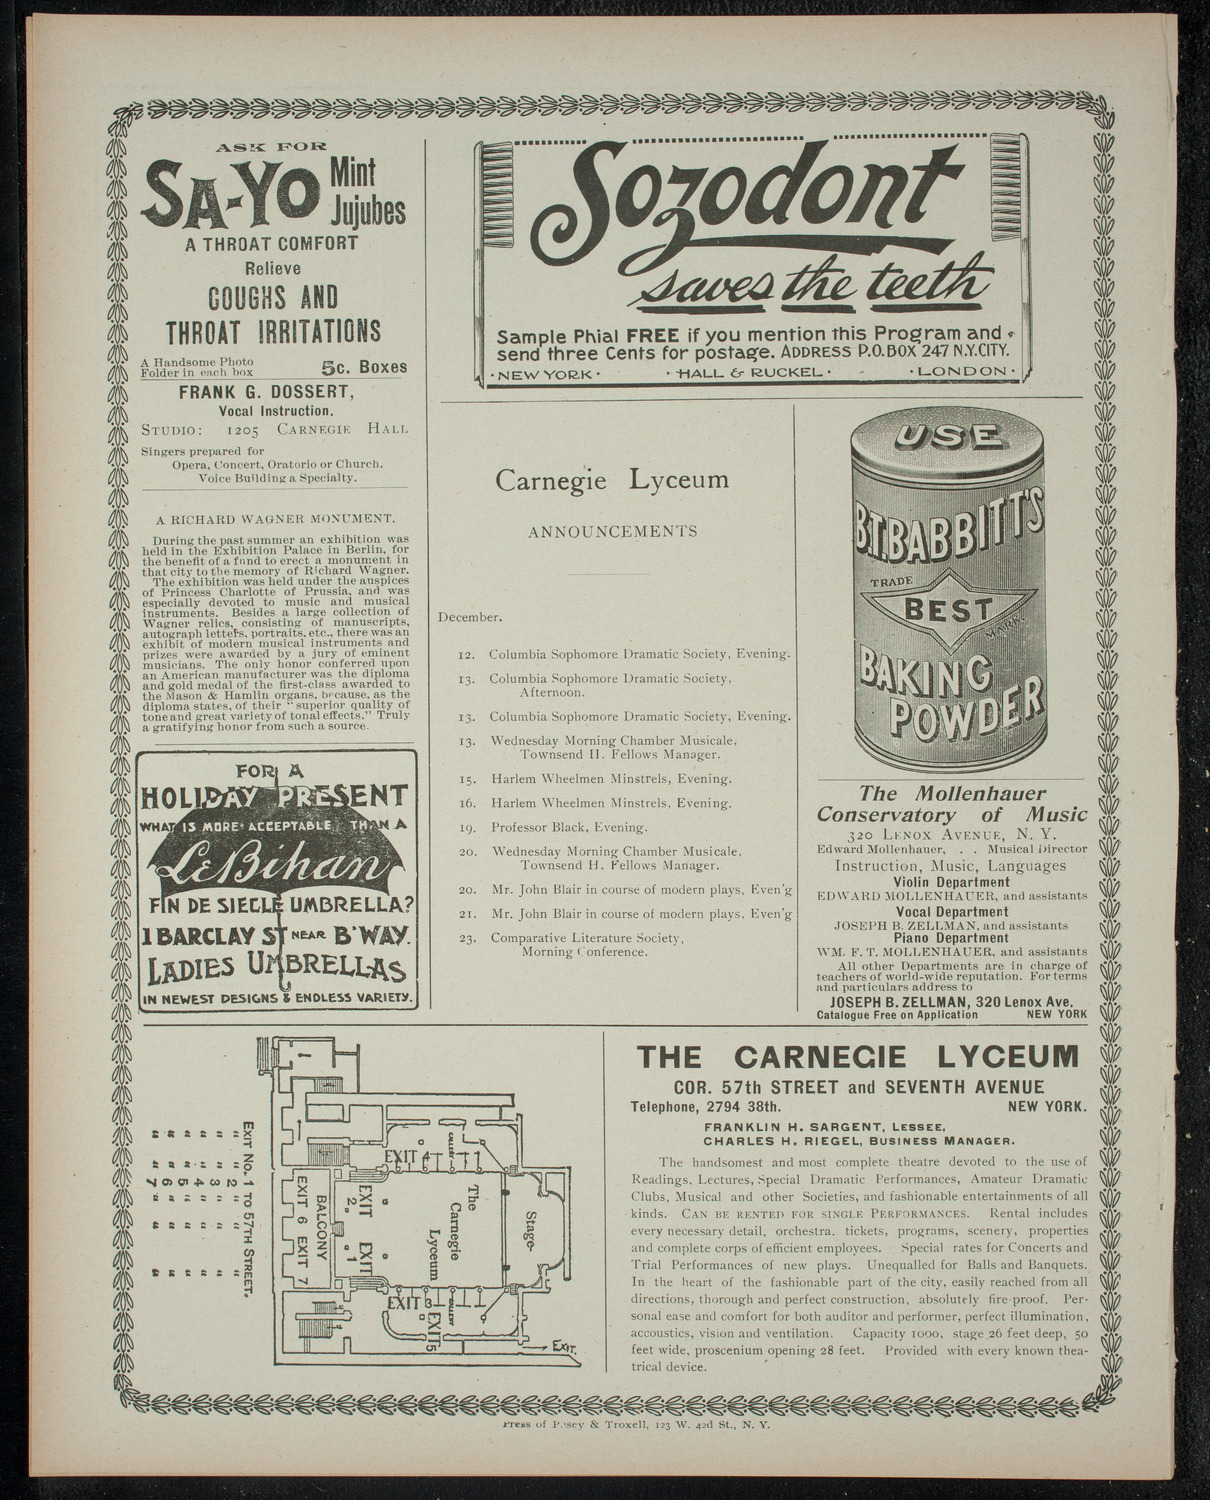 ASK FOR
SA-YO Mint
Jujubes
A THROAT COMFORT
Relieve
COUGHS AND
THROAT IRRITATIONS
A Handsome Photo
Folder in each box
5c. Boxes
FRANK G. DOSSERT,
Vocal Instruction.
STUDIO: 1205 CARNEGIE HALL
Singers prepared for
Opera, Concert, Oratorio or Church.
Voice Building a Specialty.
A RICHARD WAGNER MONUMENT.
During the past summer an exhibition was
held in the Exhibition Palace in Berlin, for
the benefit of a fund to erect a monument in
that city to the memory of Richard Wagner.
The exhibition was held under the auspices
of Princess Charlotte of Prussia, and was
especially devoted to music and musical
instruments. Besides a large collection of
Wagner relics, consisting of manuscripts,
autograph letters, portraits, etc., there was an
exhibit of modern musical instruments and
prizes were awarded by a jury of eminent
musicians. The only honor conferred upon
an American manufacturer was the diploma
and gold medal of the first-class awarded to
the Mason & Hamlin organs, because, as the
diploma states, of their "superior quality of
tone and great variety of tonal effects." Truly
a gratifying honor from such a source.
FOR A
HOLIDAY PRESENT
WHAT IS MORE ACCEPTABLE THAN A
LeBihan
FIN DE SIECLE UMBRELLA?
1 BARCLAY ST NEAR B'WAY.
LADIES UMBRELLAS
IN NEWEST DESIGNS & ENDLESS VARIETY.
Sozodont
saves the teeth
Sample Phial FREE if you mention this Program and
send three Cents for postage. ADDRESS P.O. BOX 247 N.Y.CITY.
·NEW YORK· ·HALL & RUCKEL· ·LONDON·
Carnegie Lyceum
ANNOUNCEMENTS
December.
12. Columbia Sophomore Dramatic Society, Evening.
13. Columbia Sophomore Dramatic Society,
Afternoon.
13. Columbia Sophomore Dramatic Society, Evening.
13. Wednesday Morning Chamber Musicale,
Townsend H. Fellows Manager.
15. Harlem Wheelmen Minstrels, Evening.
16. Harlem Wheelmen Minstrels, Evening.
19. Professor Black, Evening.
20. Wednesday Morning Chamber Musicale,
Townsend H. Fellows Manager.
20. Mr. John Blair in course of modern plays, Even'g
21. Mr. John Blair in course of modern plays, Even'g
23. Comparative Literature Society,
Morning Conference.
USE
B.T. BABBITT'S
TRADE
BEST
MARK
BAKING
POWDER
The Mollenhauer
Conservatory of Music
320 LENOX AVENUE, N. Y.
Edward Mollenhauer, . . Musical Director
Instruction, Music, Languages
Violin Department
EDWARD MOLLENHAUER, and assistants
Vocal Department
JOSEPH B. ZELLMAN, and assistants
Piano Department
WM. F. T. MOLLENHAUER, and assistants
All other Departments are in charge of
teachers of world-wide reputation. For terms
and particulars address to
JOSEPH B. ZELLMAN, 320 Lenox Ave.
Catalogue Free on Application NEW YORK
EXIT No. 1 TO 57TH STREET.
" " 2 " " "
" " 3 " " "
" " 4 " " "
" " 5 " " "
" " 6 " " "
" " 7 " " "
BALCONY
EXIT 6 EXIT 7
EXIT 2
EXIT 1
EXIT 4
GALLERY
The
Carnegie
Lyceum
Stage
EXIT 3
GALLERY
EXIT 5
EXIT.
THE CARNEGIE LYCEUM
COR. 57th STREET and SEVENTH AVENUE
Telephone, 2794 38th. NEW YORK.
FRANKLIN H. SARGENT, LESSEE,
CHARLES H. RIEGEL, BUSINESS MANAGER.
The handsomest and most complete theatre devoted to the use of
Readings, Lectures, Special Dramatic Performances, Amateur Dramatic
Clubs, Musical and other Societies, and fashionable entertainments of all
kinds. CAN BE RENTED FOR SINGLE PERFORMANCES. Rental includes
every necessary detail, orchestra, tickets, programs, scenery, properties
and complete corps of efficient employees. Special rates for Concerts and
Trial Performances of new plays. Unequalled for Balls and Banquets.
In the heart of the fashionable part of the city, easily reached from all
directions, thorough and perfect construction, absolutely fire-proof. Per-
sonal ease and comfort for both auditor and performer, perfect illumination,
accoustics, vision and ventilation. Capacity 1000, stage 26 feet deep, 50
feet wide, proscenium opening 28 feet. Provided with every known thea-
trical device.
Press of Posey & Troxell, 123 W. 42d St., N. Y.